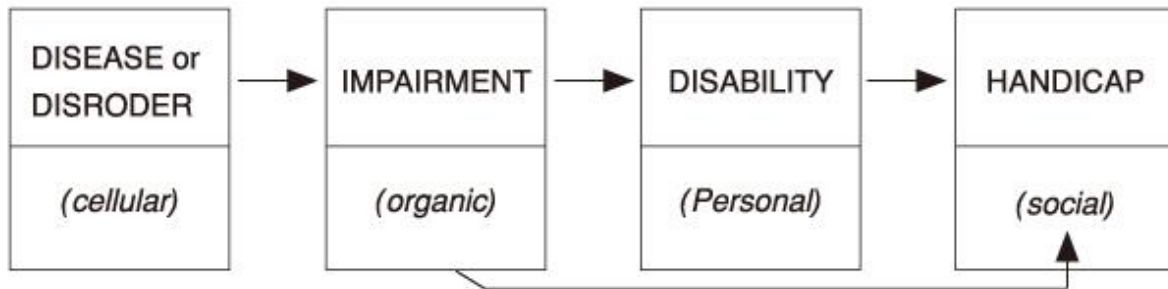 DISEASE or
DISRODER
IMPAIRMENT
DISABILITY
HANDICAP
(cellular)
(organic)
(Personal)
(social)